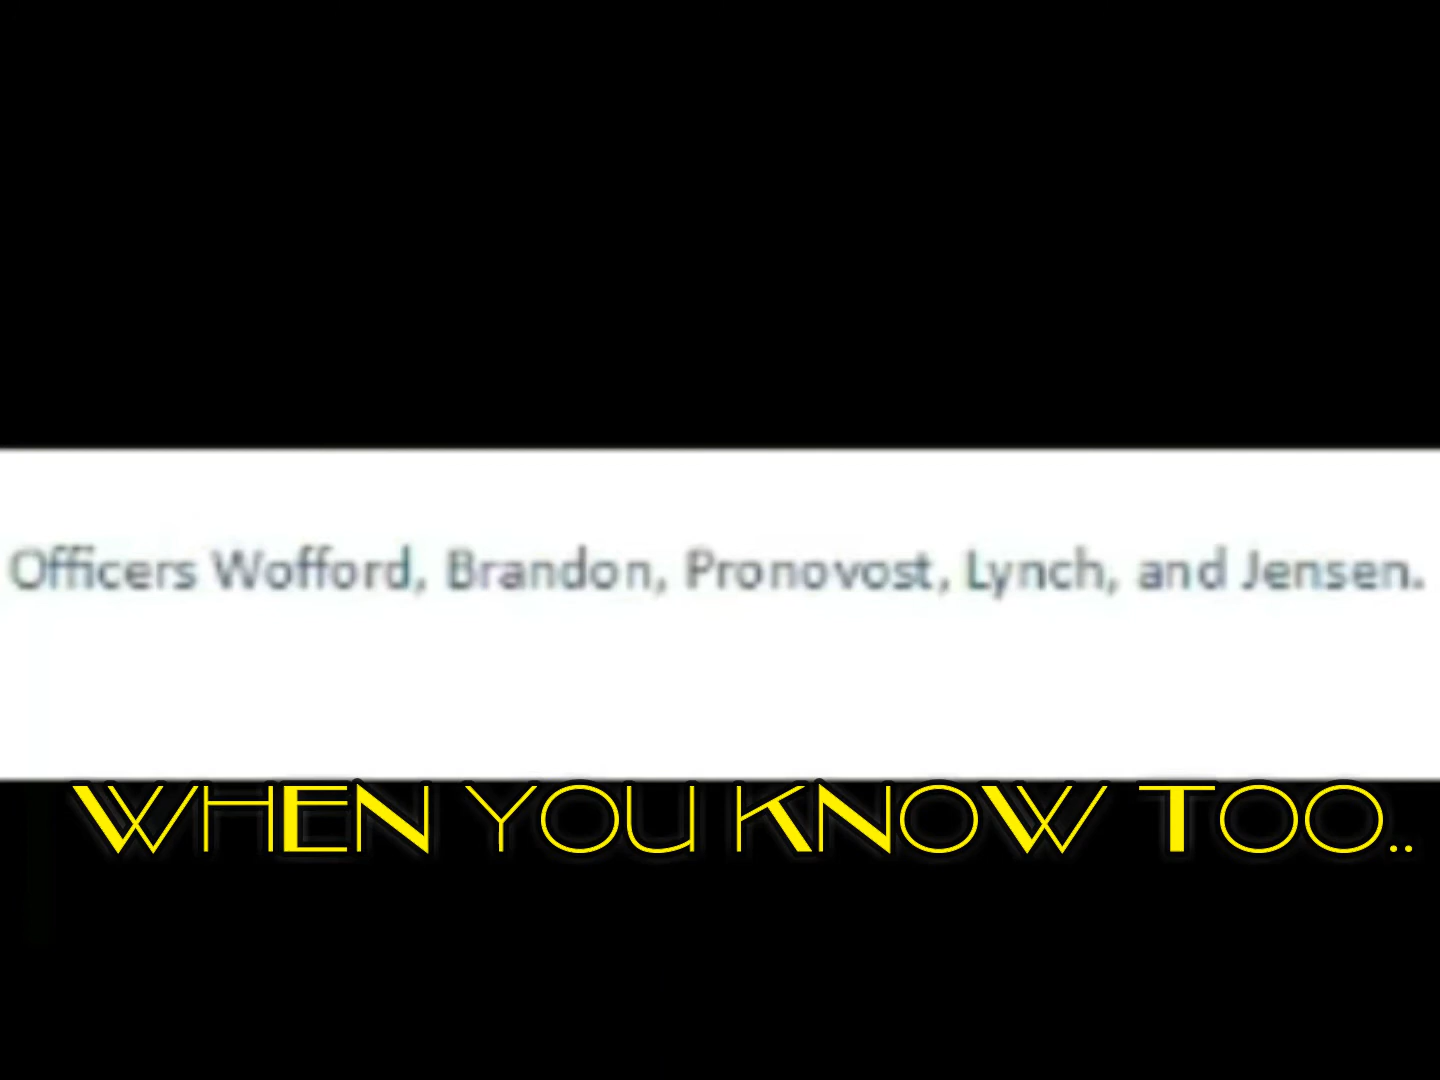 Officers Wofford, Brandon, Pronovost, Lynch, and Jensen.
WHEN YOU KNOW TOO..